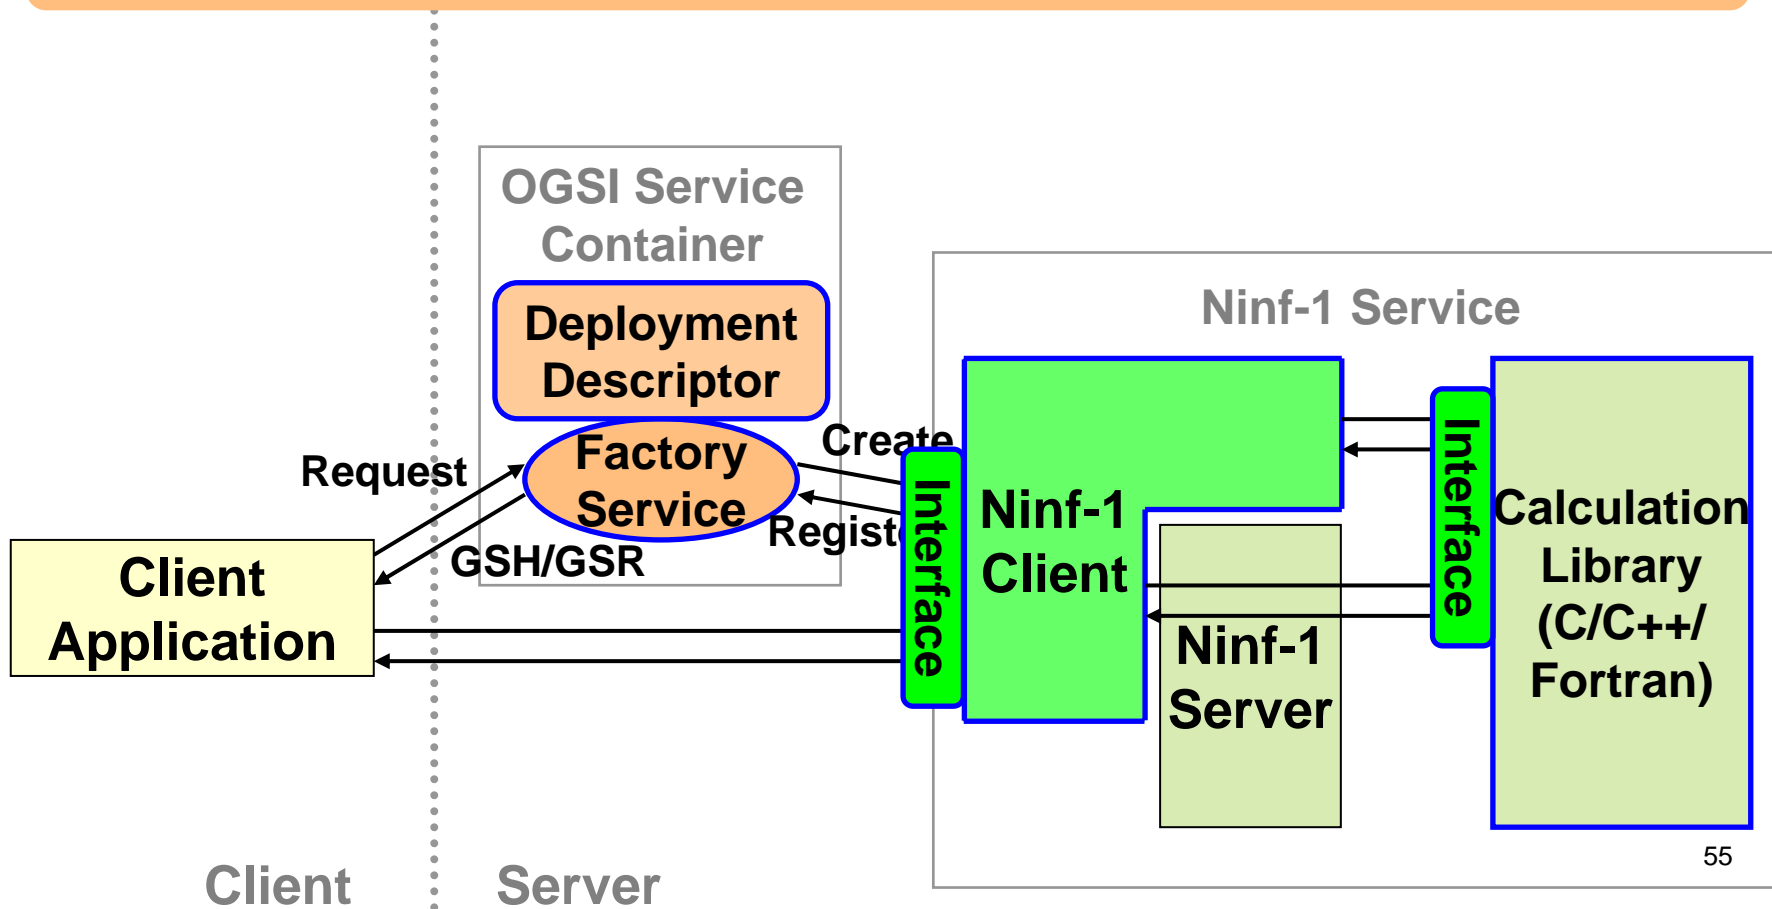 OGSI Service
Container
Deployment
Descriptor
Factory
Service
Request
GSH/GSR
Create
Client
Application
Ninf-1 Service
Interface
Ninf-1
Client
Ninf-1
Server
Interface
Calculation
Library
(C/C++/
Fortran)
55
Client
Server